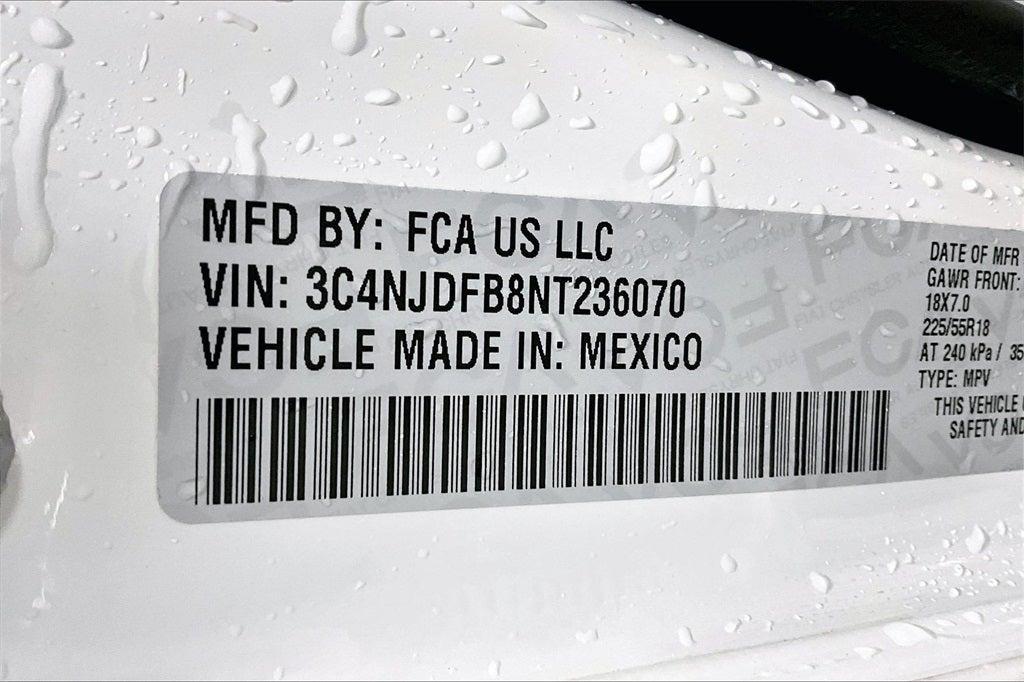 MFD BY: FCA US LLC
VIN: 3C4NJDFB8NT236070
VEHICLE MADE IN: MEXICO
DATE OF MFR
GAWR FRONT:
18X7.0
225/55R18
AT 240 kPa / 35
TYPE: MPV
THIS VEHICLE
SAFETY AND